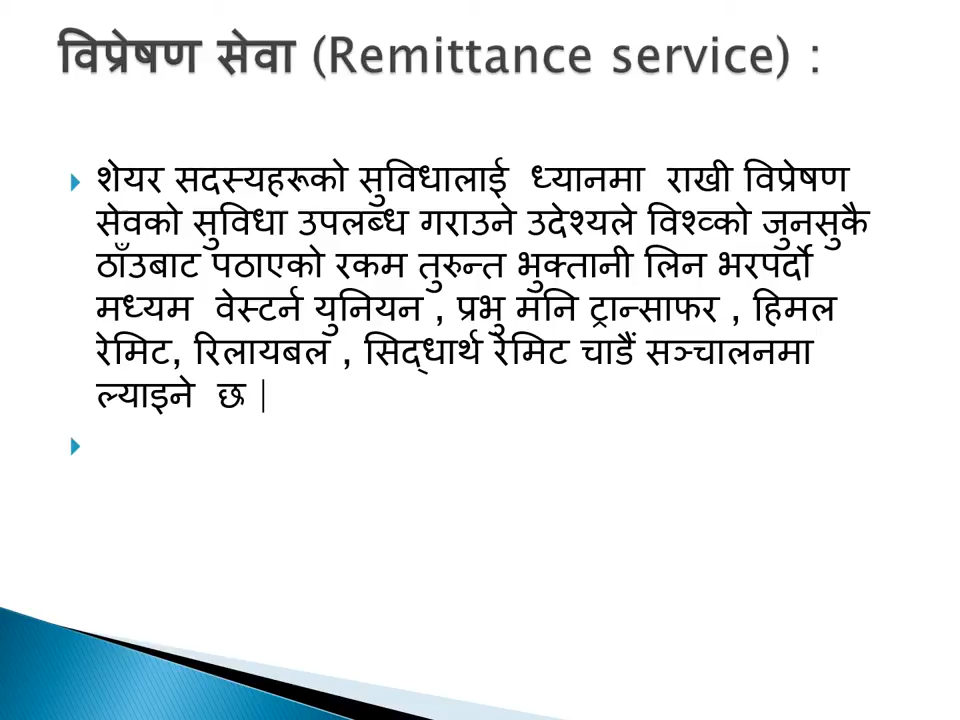 विप्रेषण सेवा (Remittance service) :
शेयर सदस्यहरूको सुविधालाई ध्यानमा राखी विप्रेषण
सेवको सुविधा उपलब्ध गराउने उदेश्यले विश्व्को जुनसुकै
ठाँउबाट पठाएको रकम तुरुन्त भुक्तानी लिन भरपर्दो
मध्यम वेस्टर्न युनियन , प्रभु मनि ट्रान्साफर , हिमल
रेमिट, रिलायबल , सिद्धार्थ रेमिट चाडैं सञ्चालनमा
ल्याइने छ |